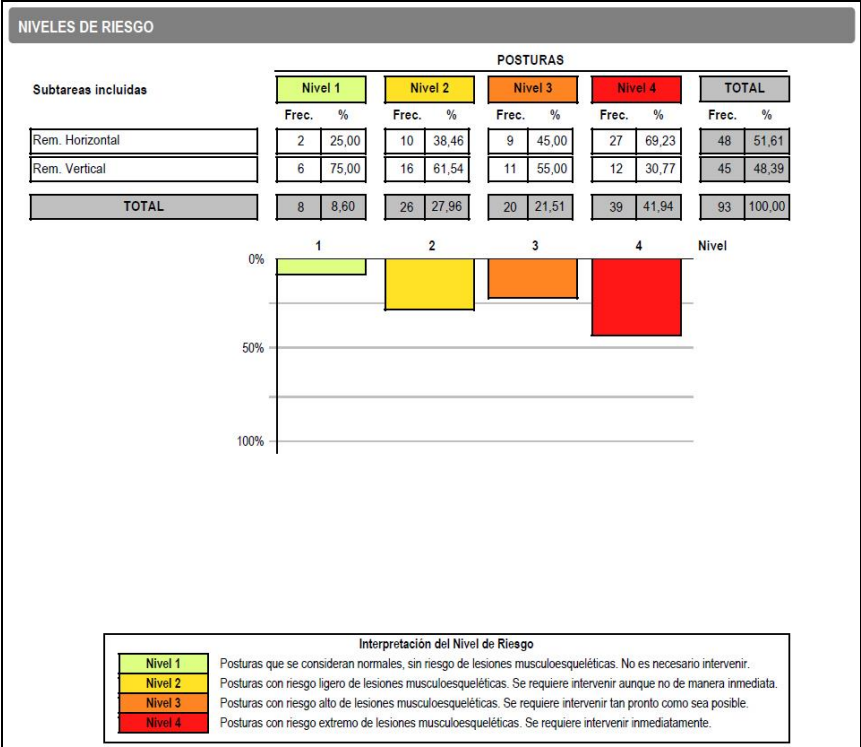 NIVELES DE RIESGO
POSTURAS
Subtareas incluidas Nivel 1 Nivel 2 Nivel 3 Nivel 4 TOTAL
Frec. % Frec. % Frec. % Frec. % Frec. %
Rem. Horizontal 2 25,00 10 38,46 9 45,00 27 69,23 48 51,61
Rem. Vertical 6 75,00 16 61,54 11 55,00 12 30,77 45 48,39
TOTAL 8 8,60 26 27,96 20 21,51 39 41,94 93 100,00
1 2 3 4 Nivel
0%
50%
100%
Interpretación del Nivel de Riesgo
Nivel 1 Posturas que se consideran normales, sin riesgo de lesiones musculoesqueléticas. No es necesario intervenir.
Nivel 2 Posturas con riesgo ligero de lesiones musculoesqueléticas. Se requiere intervenir aunque no de manera inmediata.
Nivel 3 Posturas con riesgo alto de lesiones musculoesqueléticas. Se requiere intervenir tan pronto como sea posible.
Nivel 4 Posturas con riesgo extremo de lesiones musculoesqueléticas. Se requiere intervenir inmediatamente.